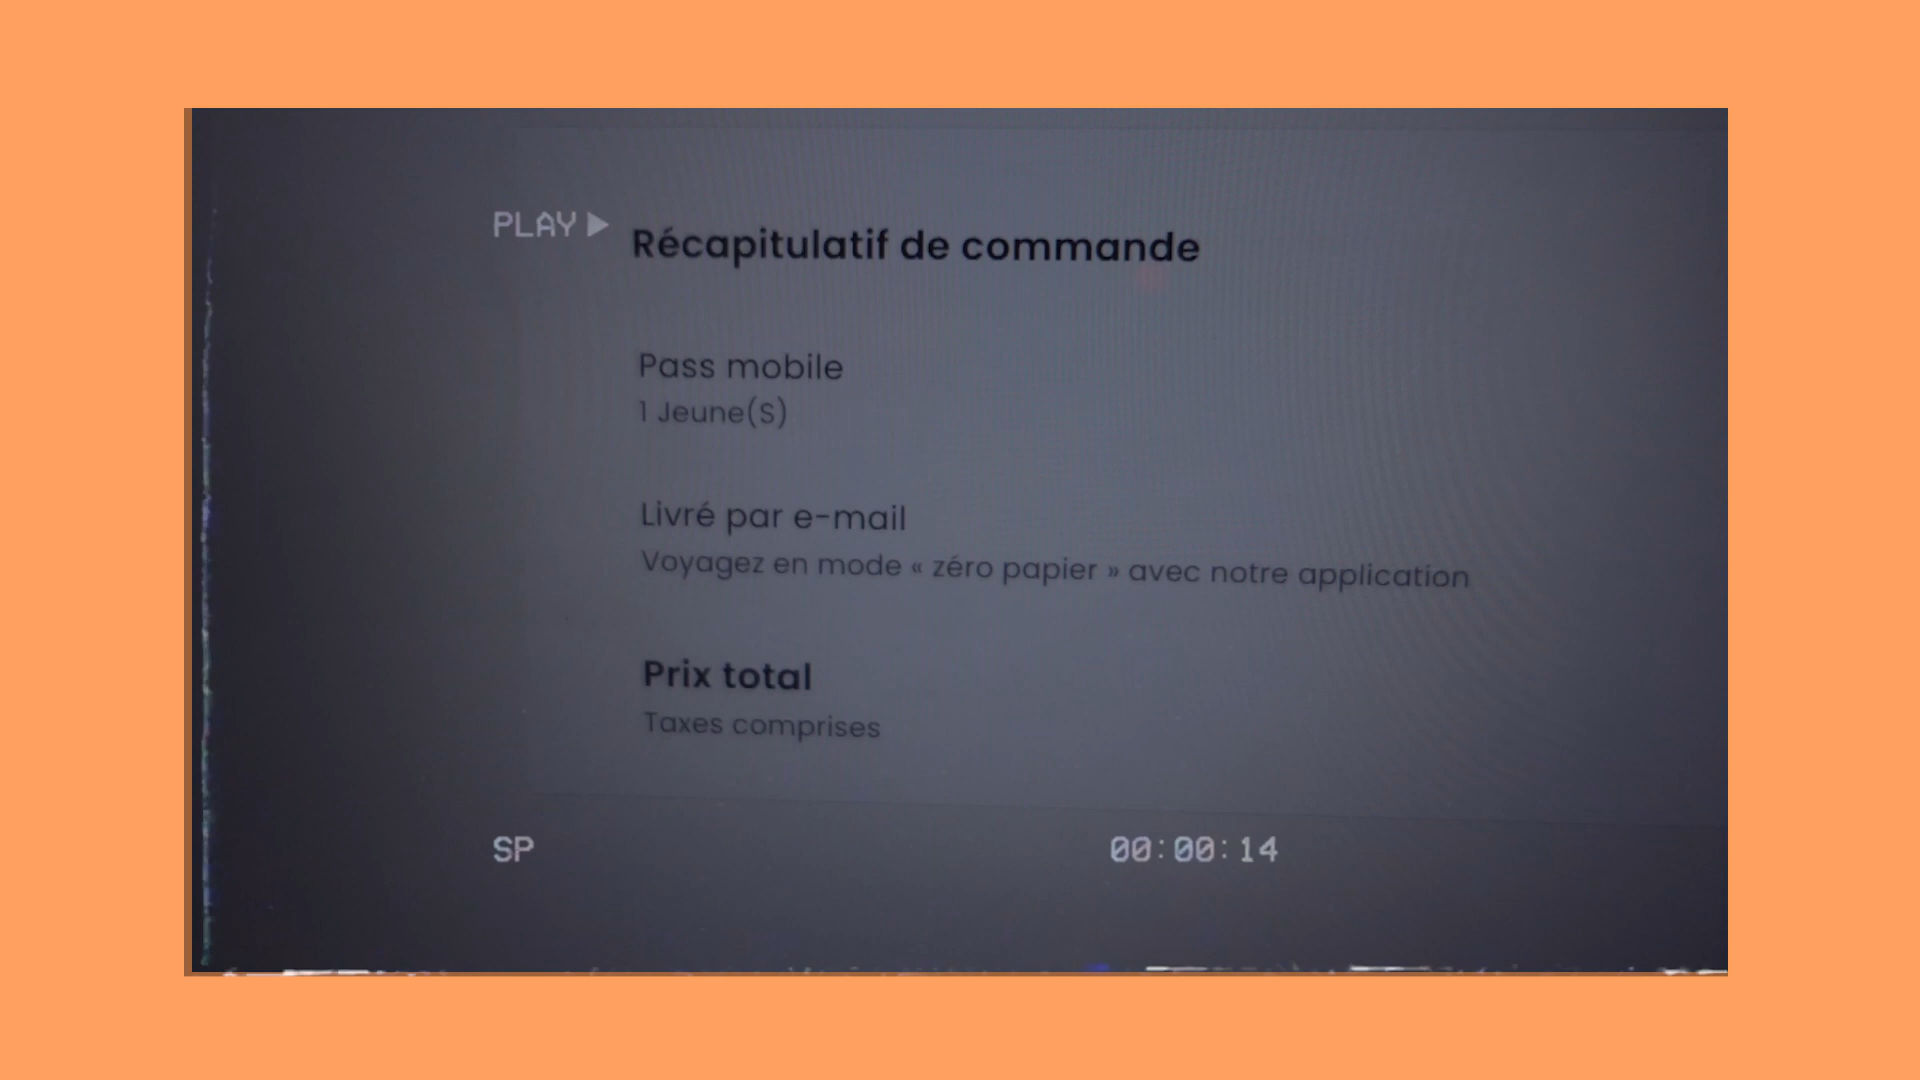 PLAY ▶
Récapitulatif de commande
Pass mobile
1 Jeune(S)
Livré par e-mail
Voyagez en mode « zéro papier » avec notre application
Prix total
Taxes comprises
SP
00:00:14